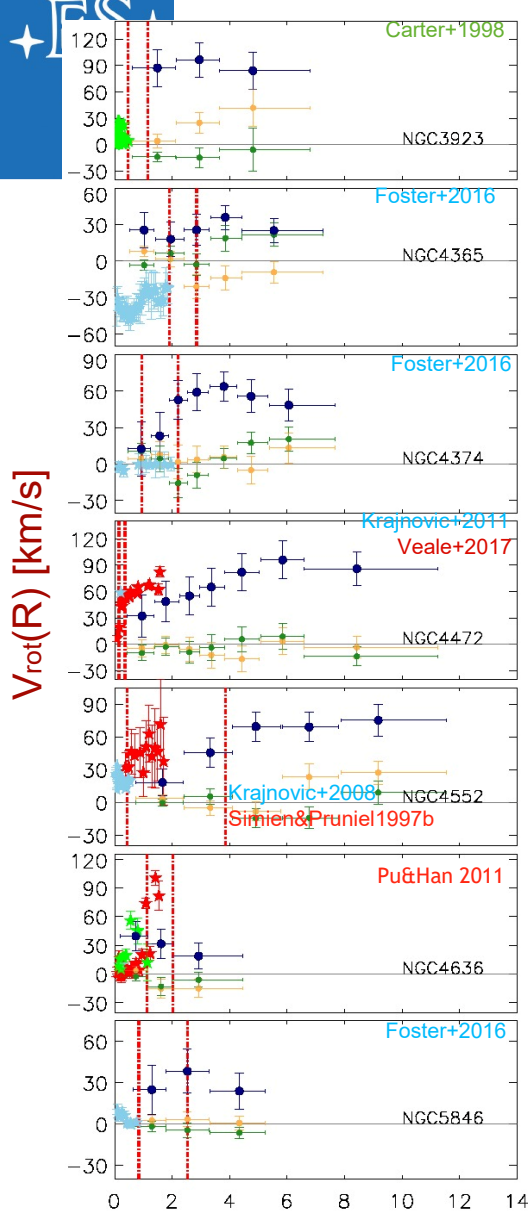 ES
Carter+1998
120
90
60
30
0
−30
NGC3923
Foster+2016
60
30
0
−30
−60
NGC4365
Foster+2016
90
60
30
0
−30
NGC4374
Krajnovic+2011
Veale+2017
120
90
60
30
0
−30
NGC4472
Vrot(R) [km/s]
120
90
60
30
0
−30
Krajnovic+2008
NGC4552
Simien&Pruniel1997b
Pu&Han 2011
120
90
60
30
0
−30
NGC4636
Foster+2016
60
30
0
−30
NGC5846
0 2 4 6 8 10 12 14